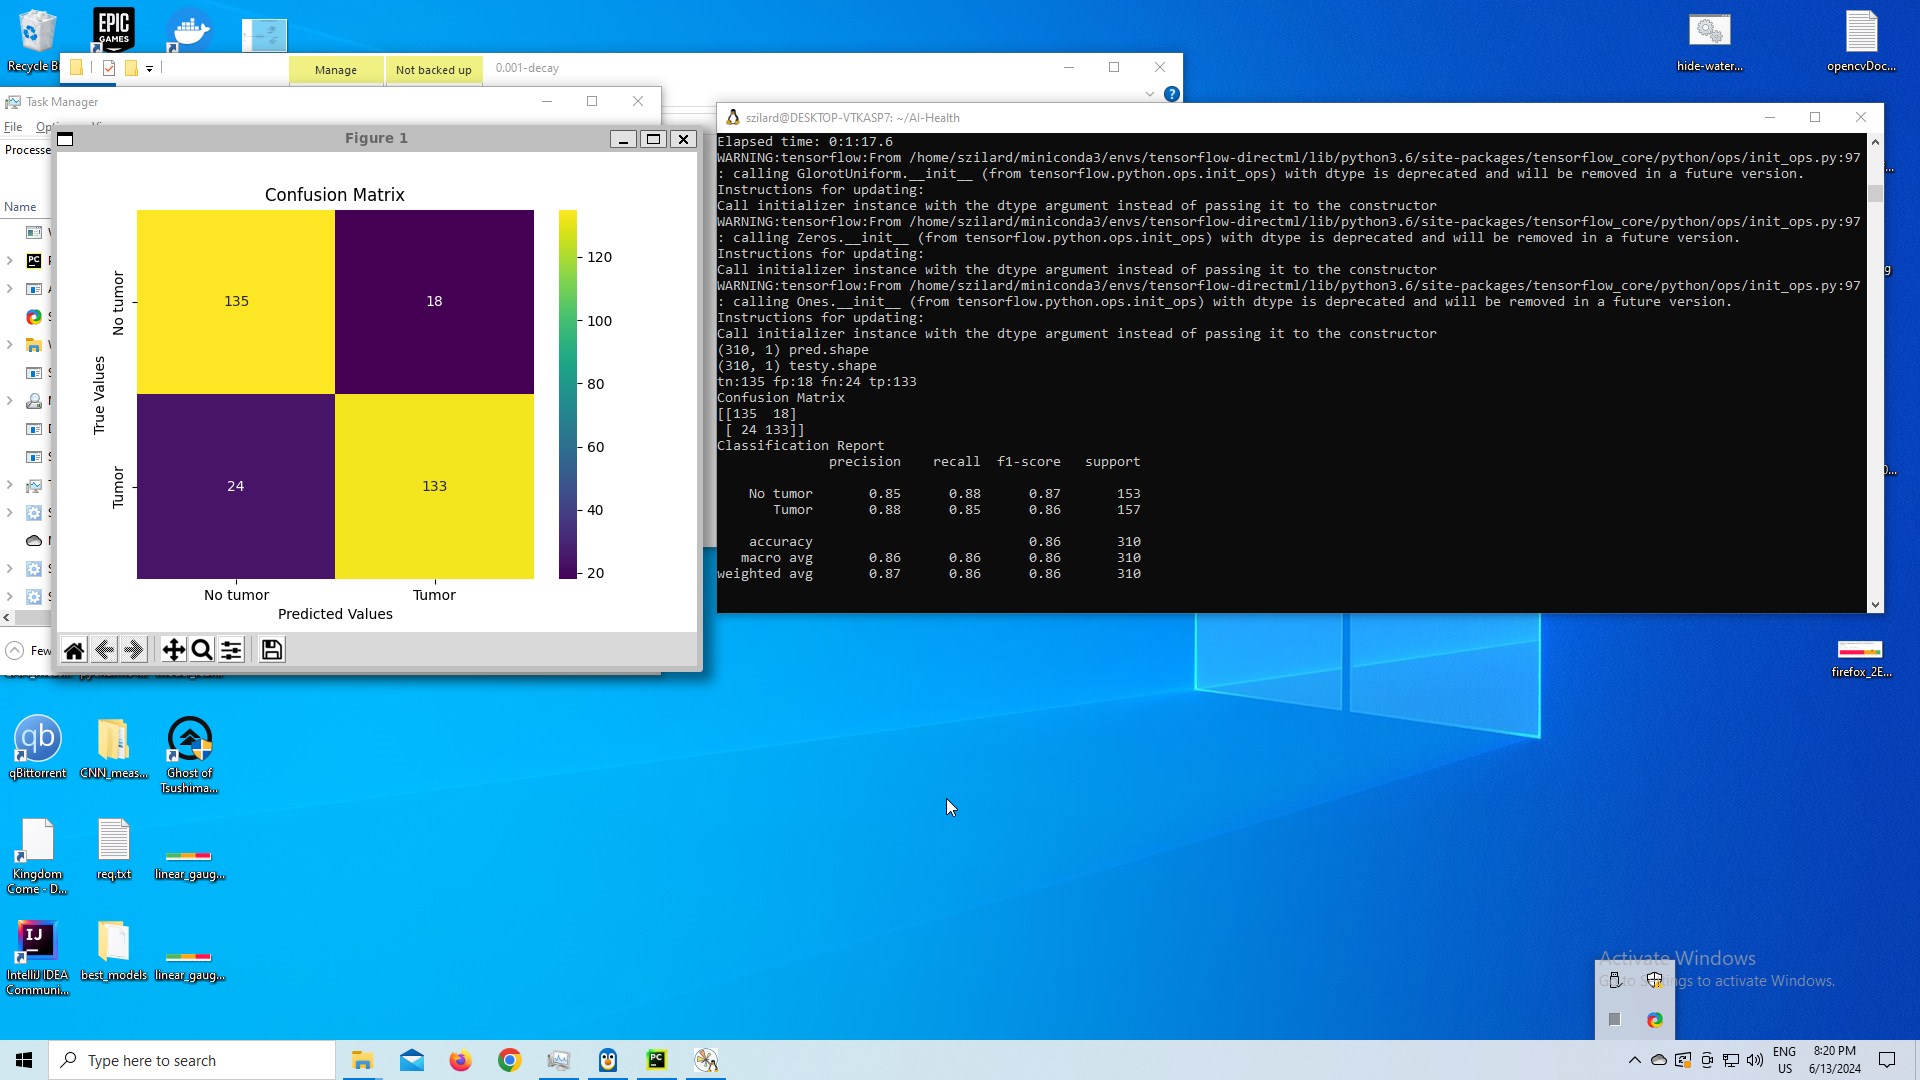 Recycle B
EPIC
GAMES
hide-water...
opencvDoc...
Manage
Not backed up
0.001-decay
Task Manager
File
Processe
Name
Figure 1
Confusion Matrix
No tumor
Tumor
True Values
135
18
24
133
No tumor
Tumor
Predicted Values
120
100
80
60
40
20
Few
szilard@DESKTOP-VTKASP7: ~/AI-Health
Elapsed time: 0:1:17.6
WARNING:tensorflow:From /home/szilard/miniconda3/envs/tensorflow-directml/lib/python3.6/site-packages/tensorflow_core/python/ops/init_ops.py:97
: calling GlorotUniform.__init__ (from tensorflow.python.ops.init_ops) with dtype is deprecated and will be removed in a future version.
Instructions for updating:
Call initializer instance with the dtype argument instead of passing it to the constructor
WARNING:tensorflow:From /home/szilard/miniconda3/envs/tensorflow-directml/lib/python3.6/site-packages/tensorflow_core/python/ops/init_ops.py:97
: calling Zeros.__init__ (from tensorflow.python.ops.init_ops) with dtype is deprecated and will be removed in a future version.
Instructions for updating:
Call initializer instance with the dtype argument instead of passing it to the constructor
WARNING:tensorflow:From /home/szilard/miniconda3/envs/tensorflow-directml/lib/python3.6/site-packages/tensorflow_core/python/ops/init_ops.py:97
: calling Ones.__init__ (from tensorflow.python.ops.init_ops) with dtype is deprecated and will be removed in a future version.
Instructions for updating:
Call initializer instance with the dtype argument instead of passing it to the constructor
(310, 1) pred.shape
(310, 1) testy.shape
tn:135 fp:18 fn:24 tp:133
Confusion Matrix
[[135  18]
 [ 24 133]]
Classification Report
precision recall f1-score support
No tumor 0.85 0.88 0.87 153
Tumor 0.88 0.85 0.86 157
accuracy 0.86 310
macro avg 0.86 0.86 0.86 310
weighted avg 0.87 0.86 0.86 310
firefox_2E...
qb
qBittorrent
CNN_meas...
Ghost of
Tsushima...
Kingdom
Come - D...
req.txt
linear_gaug...
IJ
IntelliJ IDEA
Communi...
best_models
linear_gaug...
Activate Windows
Go to Settings to activate Windows.
Type here to search
PC
ENG
US
8:20 PM
6/13/2024